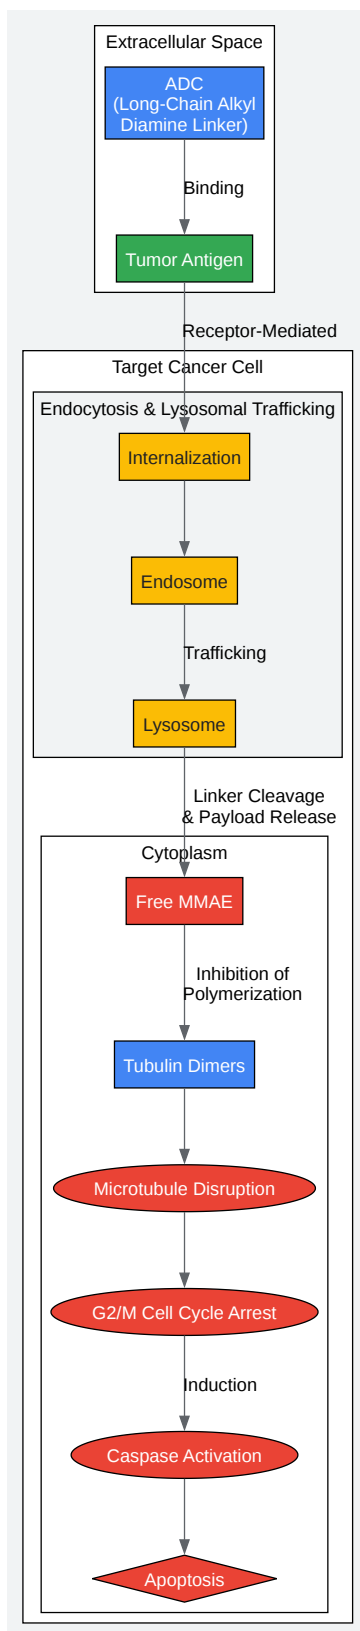 Extracellular Space
ADC
(Long-Chain Alkyl
Diamine Linker)
Binding
Tumor Antigen
Receptor-Mediated
Target Cancer Cell
Endocytosis & Lysosomal Trafficking
Internalization
Endosome
Trafficking
Lysosome
Linker Cleavage
& Payload Release
Cytoplasm
Free MMAE
Inhibition of
Polymerization
Tubulin Dimers
Microtubule Disruption
G2/M Cell Cycle Arrest
Induction
Caspase Activation
Apoptosis